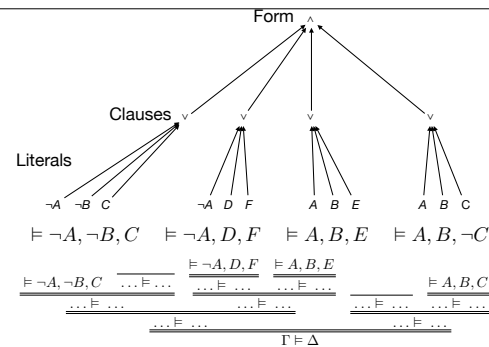 Form ∧
Clauses ∨ ∨ ∨ ∨
Literals
¬A ¬B C ¬A D F A B E A B C
⊨ ¬A, ¬B, C ⊨ ¬A, D, F ⊨ A, B, E ⊨ A, B, ¬C
⊨ ¬A, D, F ⊨ A, B, E
⊨ ¬A, ¬B, C ... ⊨ ... ... ⊨ ... ... ⊨ ... ⊨ A, B, C
... ⊨ ... ... ⊨ ... ... ⊨ ... ... ⊨ ...
... ⊨ ... ... ⊨ ...
Γ ⊨ Δ